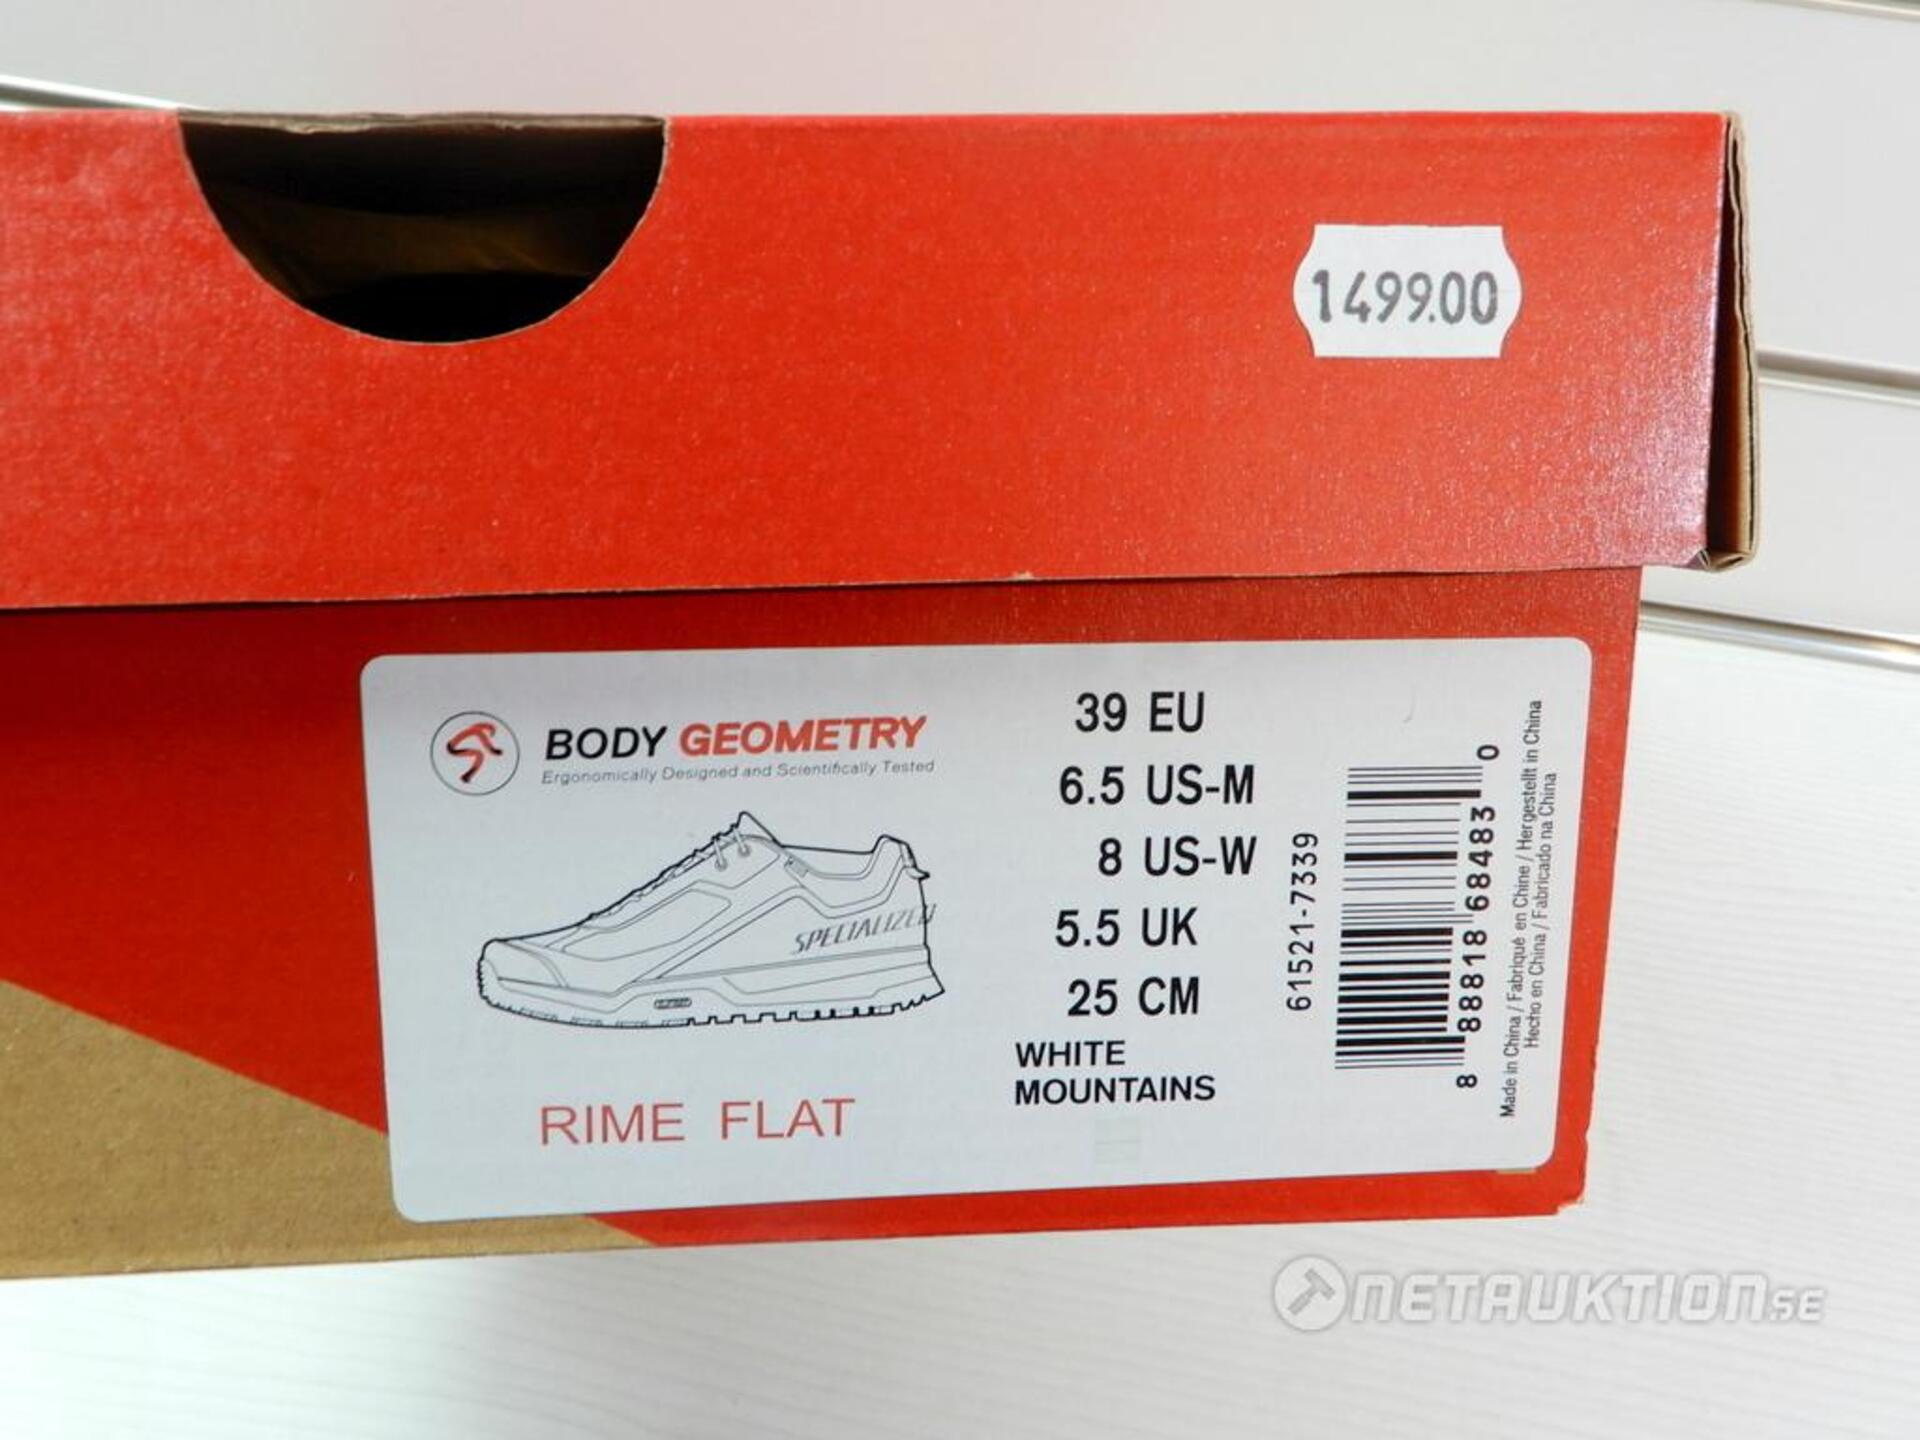 1499.00
BODY GEOMETRY
Ergonomically Designed and Scientifically Tested
SPECIALIZED
RIME FLAT
39 EU
6.5 US-M
8 US-W
5.5 UK
25 CM
WHITE
MOUNTAINS
61521-7339
8 88818 68483 0
Made in China / Fabriqué en Chine / Hergestellt in China
Hecho en China / Fabricado na China
NETAUKTION.SE